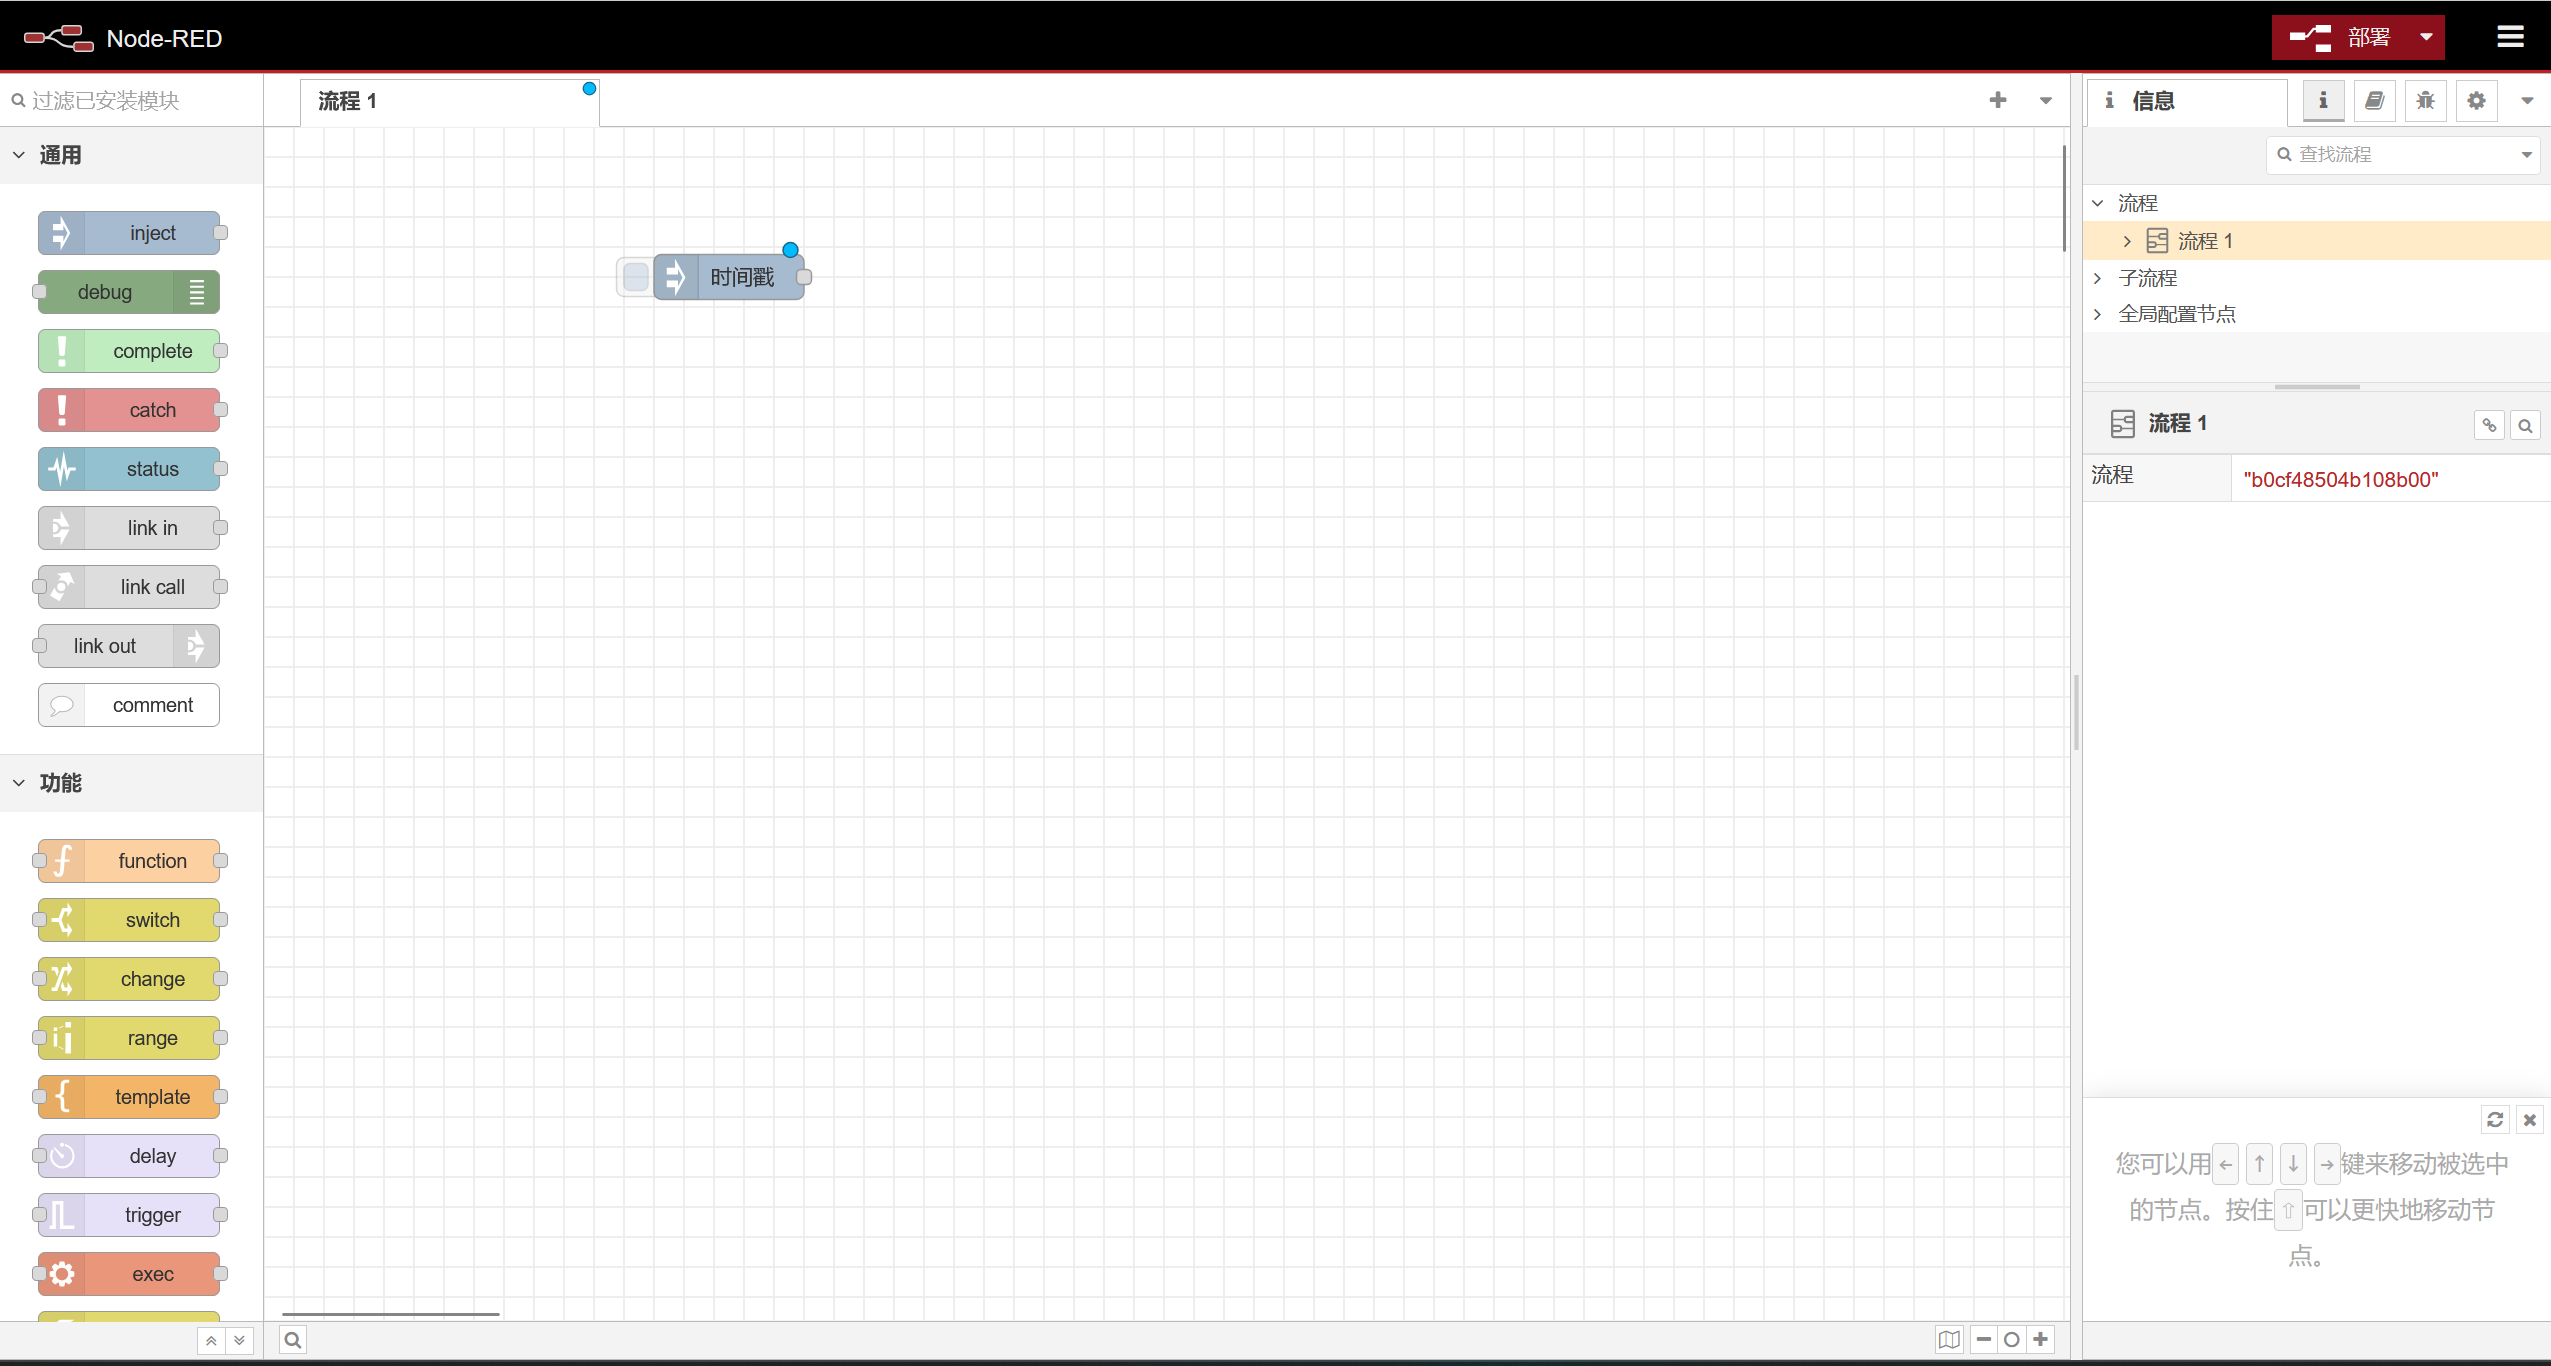 Node-RED
部署
过滤已安装模块
流程 1
信息
通用
查找流程
inject
debug
complete
catch
status
link in
link call
link out
comment
功能
function
switch
change
range
template
delay
trigger
exec
时间戳
流程
流程 1
子流程
全局配置节点
流程 1
流程 "b0cf48504b108b00"
您可以用← ↑ ↓ →键来移动被选中
的节点。按住⇧可以更快地移动节
点。